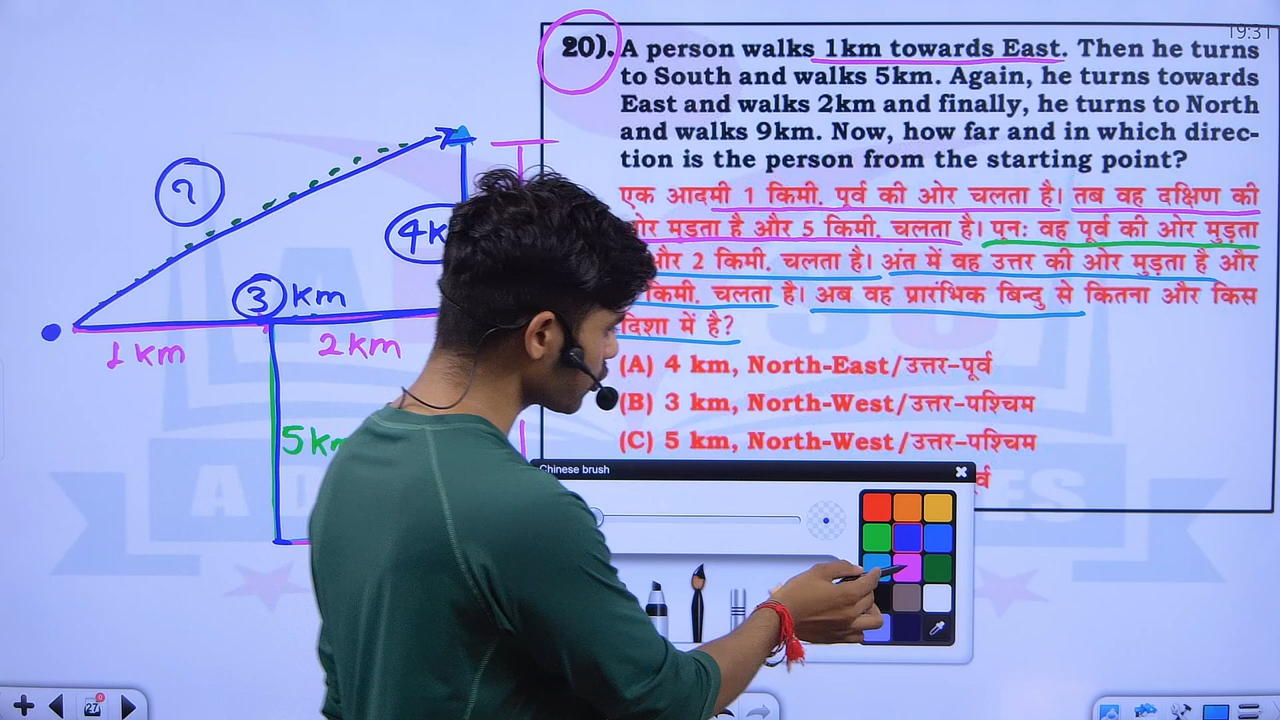 19:31
20). A person walks 1km towards East. Then he turns
to South and walks 5km. Again, he turns towards
East and walks 2km and finally, he turns to North
and walks 9km. Now, how far and in which direc-
tion is the person from the starting point?
एक आदमी 1 किमी. पूर्व की ओर चलता है। तब वह दक्षिण की
मुड़ता है और 5 किमी. चलता है। पुनः वह पूर्व की ओर मुड़ता
और 2 किमी. चलता है। अंत में वह उत्तर की ओर मुड़ता है और
किमी. चलता है। अब वह प्रारंभिक बिन्दु से कितना और किस
दिशा में है?
(A) 4 km, North-East/उत्तर-पूर्व
(B) 3 km, North-West/उत्तर-पश्चिम
(C) 5 km, North-West/उत्तर-पश्चिम
?
4k
3 km
1 km
2 km
5 km
Chinese brush
27
0